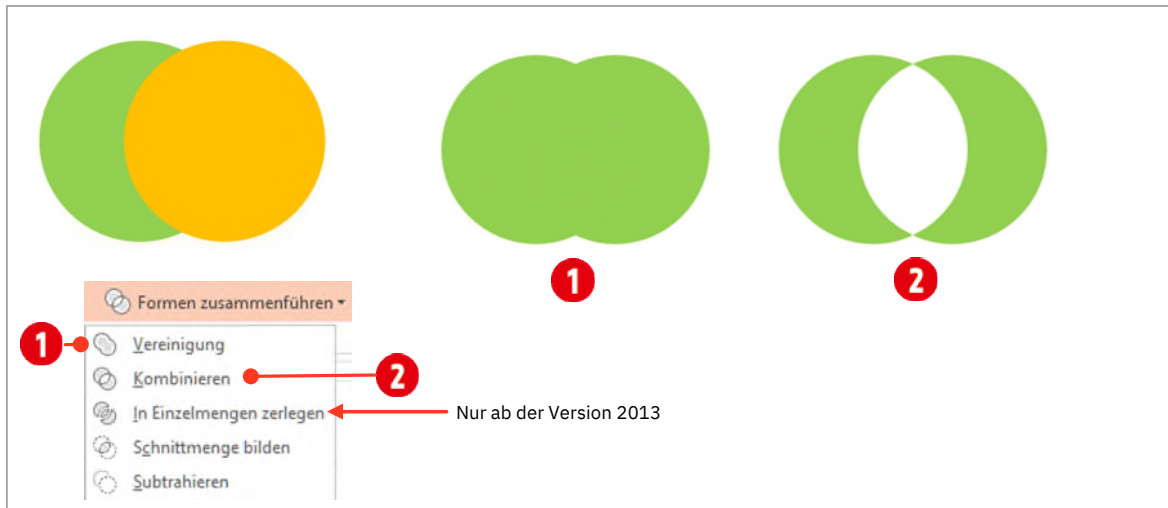 1
2
Formen zusammenführen
1
Vereinigung
Kombinieren
2
In Einzelmengen zerlegen
Nur ab der Version 2013
Schnittmenge bilden
Subtrahieren